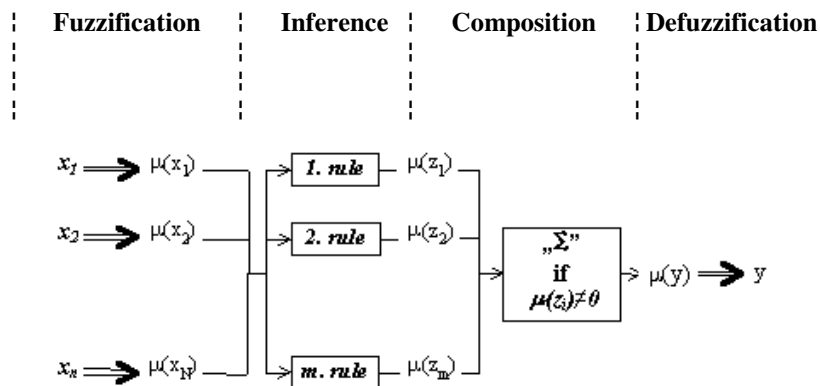 Fuzzification Inference Composition Defuzzification
x₁ μ(x₁) 1. rule μ(z₁)
x₂ μ(x₂) 2. rule μ(z₂)
„Σ”
if
μ(zᵢ)≠0
μ(y) y
xₙ μ(x_N) m. rule μ(zₘ)